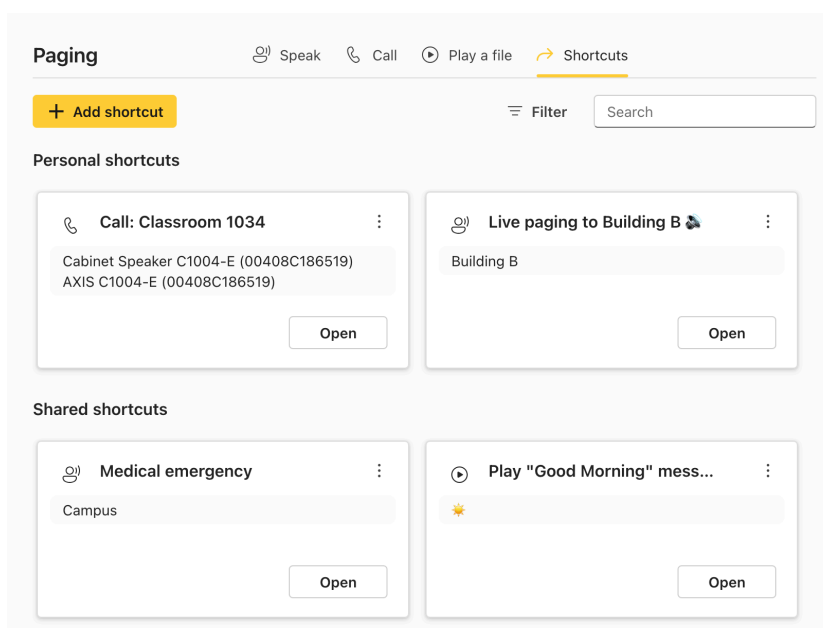 Paging
Speak
Call
Play a file
Shortcuts
Add shortcut
Filter
Search
Personal shortcuts
Call: Classroom 1034
Cabinet Speaker C1004-E (00408C186519)
AXIS C1004-E (00408C186519)
Open
Live paging to Building B 🔊
Building B
Open
Shared shortcuts
Medical emergency
Campus
Open
Play "Good Morning" mess...
☀️
Open